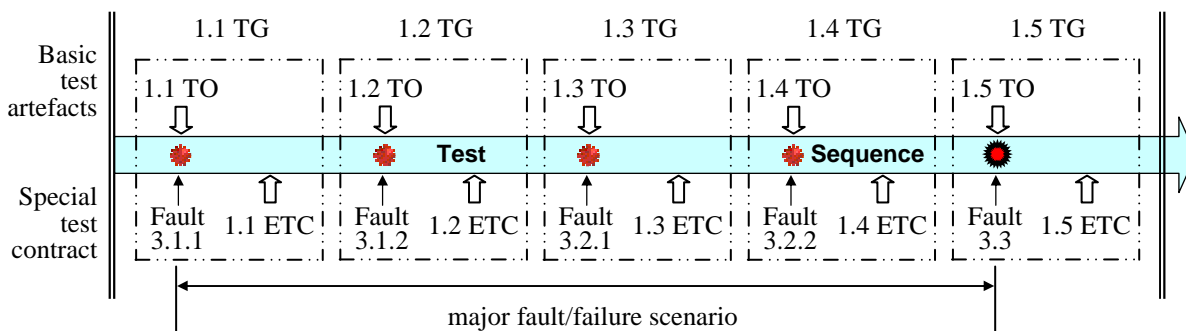 1.1 TG 1.2 TG 1.3 TG 1.4 TG 1.5 TG
Basic
test
artefacts
1.1 TO 1.2 TO 1.3 TO 1.4 TO 1.5 TO
Test Sequence
Special
test
contract
Fault
3.1.1
1.1 ETC
Fault
3.1.2
1.2 ETC
Fault
3.2.1
1.3 ETC
Fault
3.2.2
1.4 ETC
Fault
3.3
1.5 ETC
major fault/failure scenario